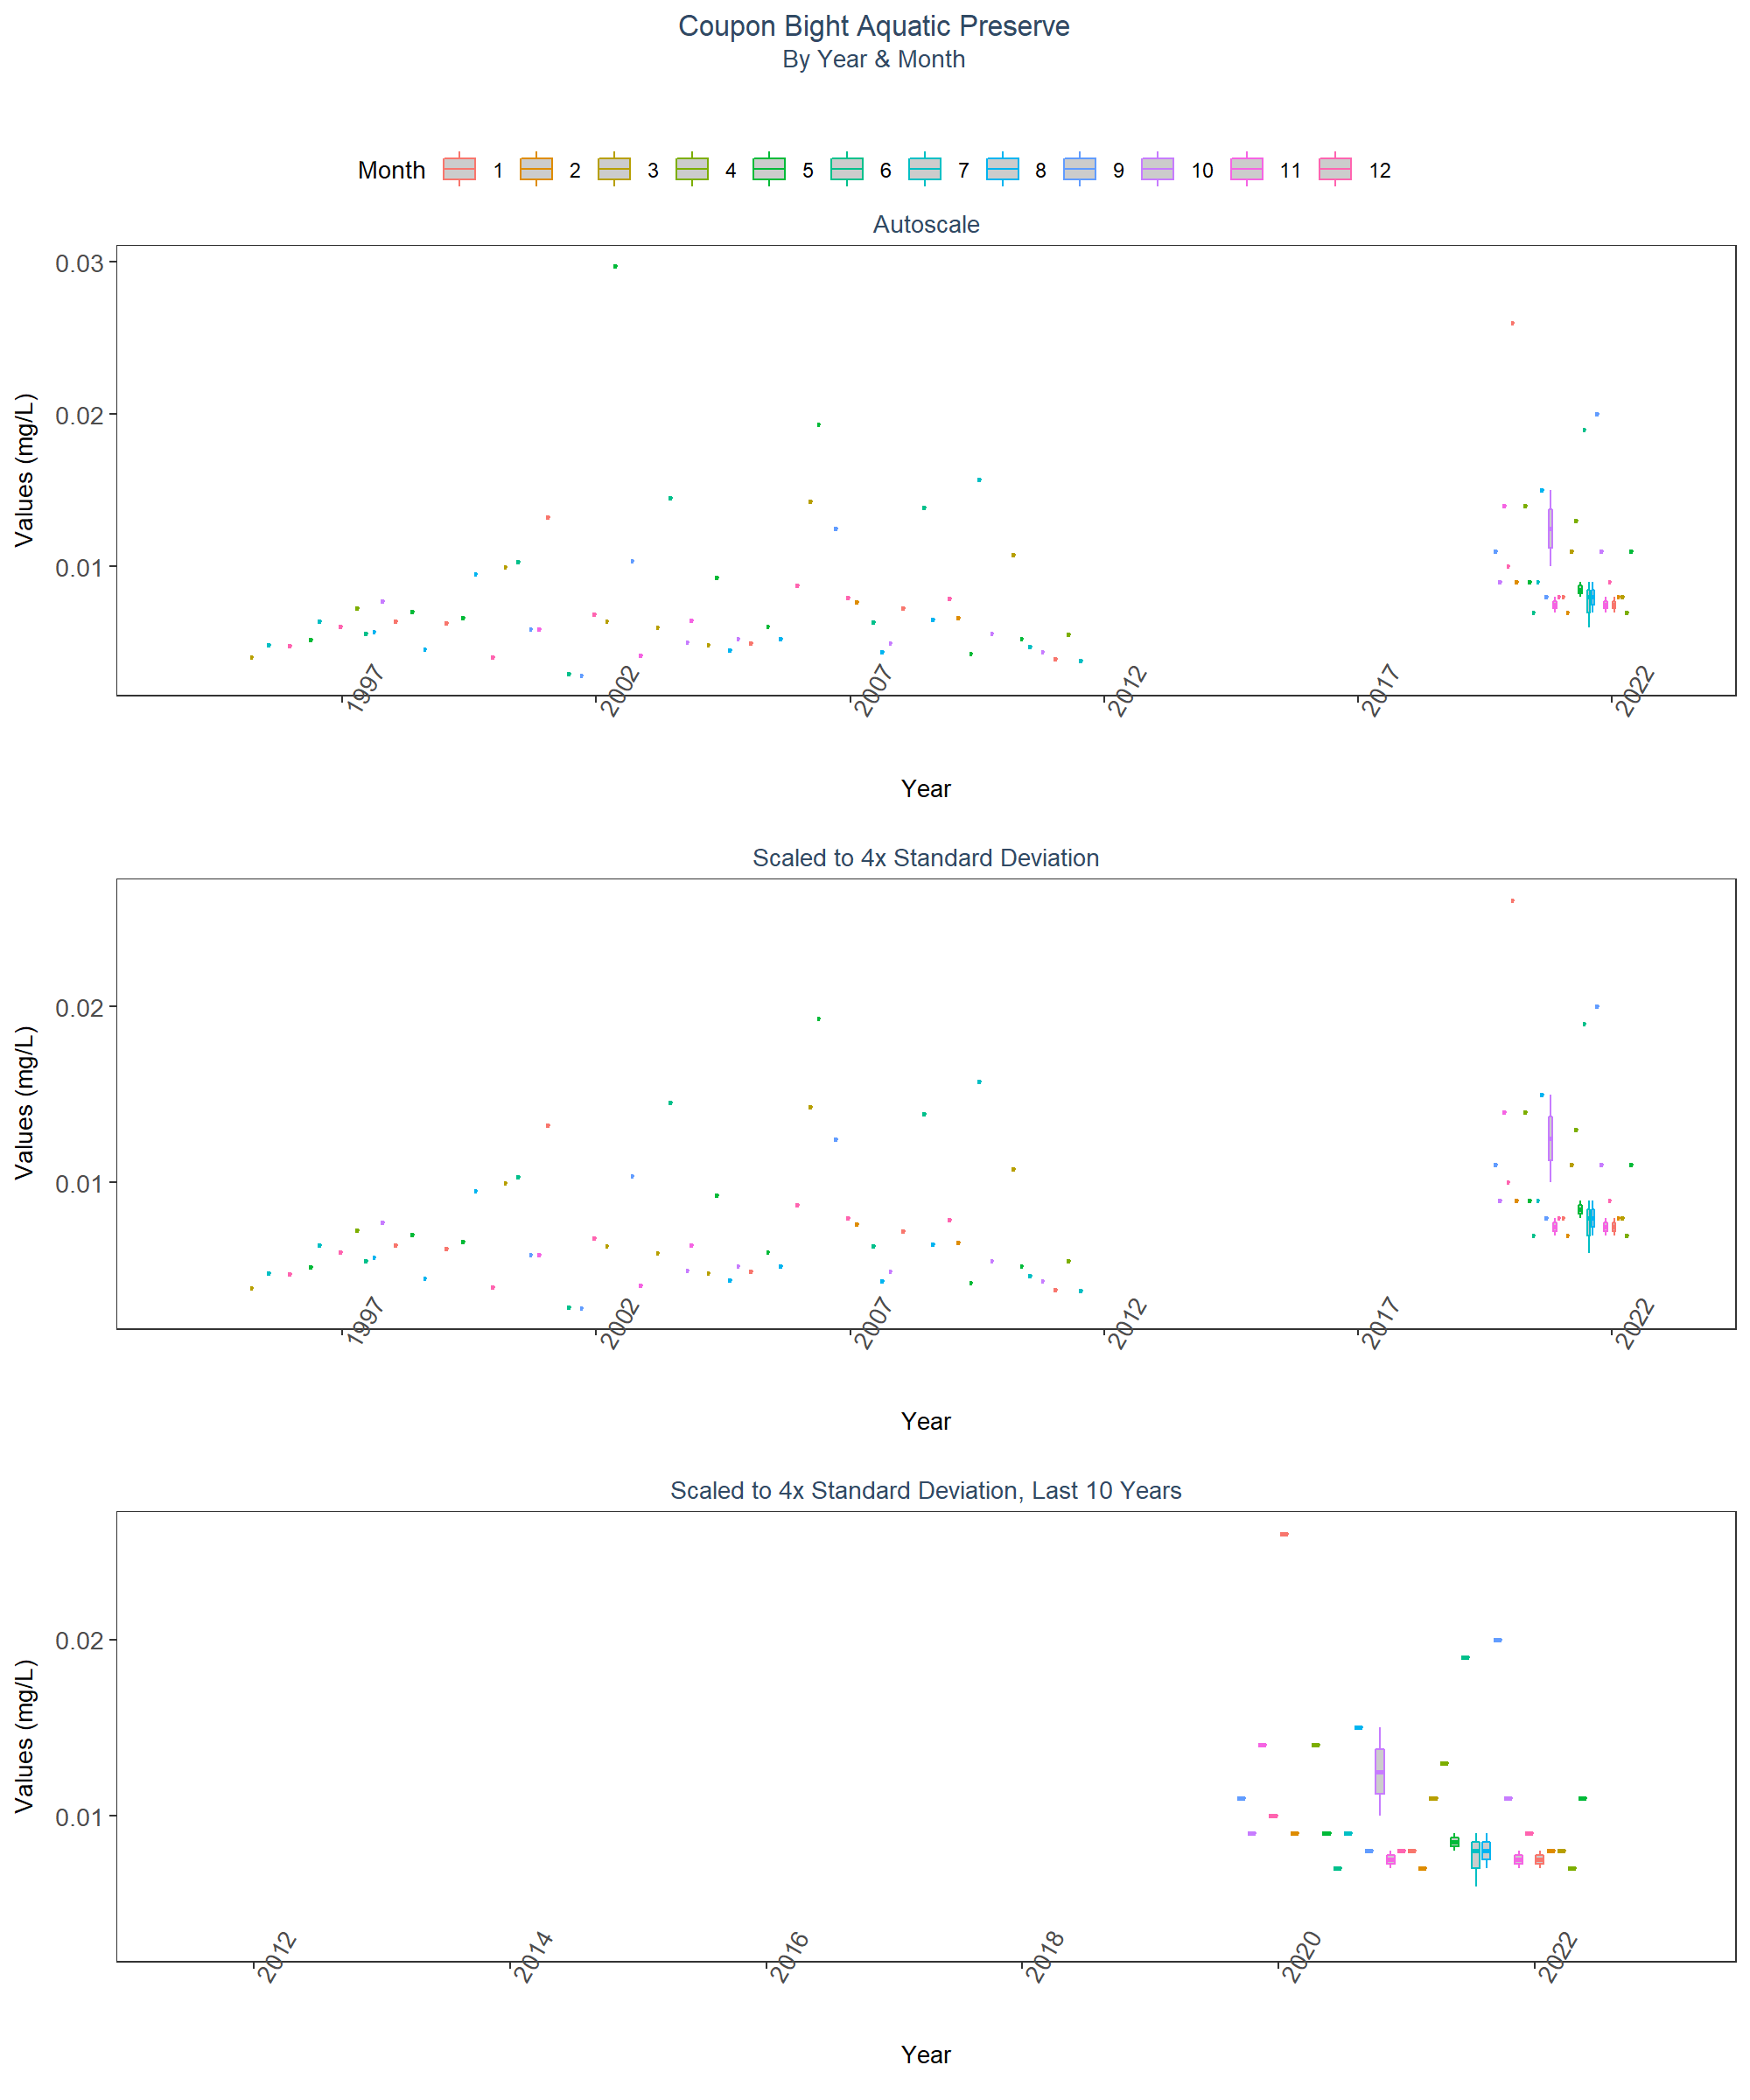 Coupon Bight Aquatic Preserve
By Year & Month
Month 1 2 3 4 5 6 7 8 9 10 11 12
Autoscale
0.03
0.02
0.01
Values (mg/L)
1997 2002 2007 2012 2017 2022
Year
Scaled to 4x Standard Deviation
0.02
0.01
Values (mg/L)
1997 2002 2007 2012 2017 2022
Year
Scaled to 4x Standard Deviation, Last 10 Years
0.02
0.01
Values (mg/L)
2012 2014 2016 2018 2020 2022
Year